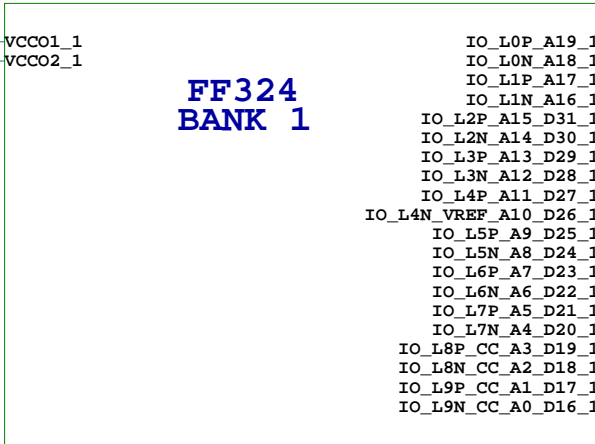 VCCO1_1
VCCO2_1
FF324
BANK 1
IO_L0P_A19_1
IO_L0N_A18_1
IO_L1P_A17_1
IO_L1N_A16_1
IO_L2P_A15_D31_1
IO_L2N_A14_D30_1
IO_L3P_A13_D29_1
IO_L3N_A12_D28_1
IO_L4P_A11_D27_1
IO_L4N_VREF_A10_D26_1
IO_L5P_A9_D25_1
IO_L5N_A8_D24_1
IO_L6P_A7_D23_1
IO_L6N_A6_D22_1
IO_L7P_A5_D21_1
IO_L7N_A4_D20_1
IO_L8P_CC_A3_D19_1
IO_L8N_CC_A2_D18_1
IO_L9P_CC_A1_D17_1
IO_L9N_CC_A0_D16_1